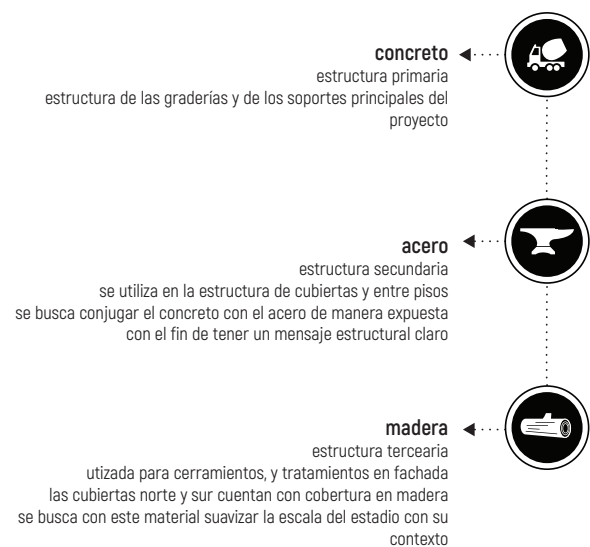 concreto
estructura primaria
estructura de las graderías y de los soportes principales del
proyecto
acero
estructura secundaria
se utiliza en la estructura de cubiertas y entre pisos
se busca conjugar el concreto con el acero de manera expuesta
con el fin de tener un mensaje estructural claro
madera
estructura tercearia
utizada para cerramientos, y tratamientos en fachada
las cubiertas norte y sur cuentan con cobertura en madera
se busca con este material suavizar la escala del estadio con su
contexto